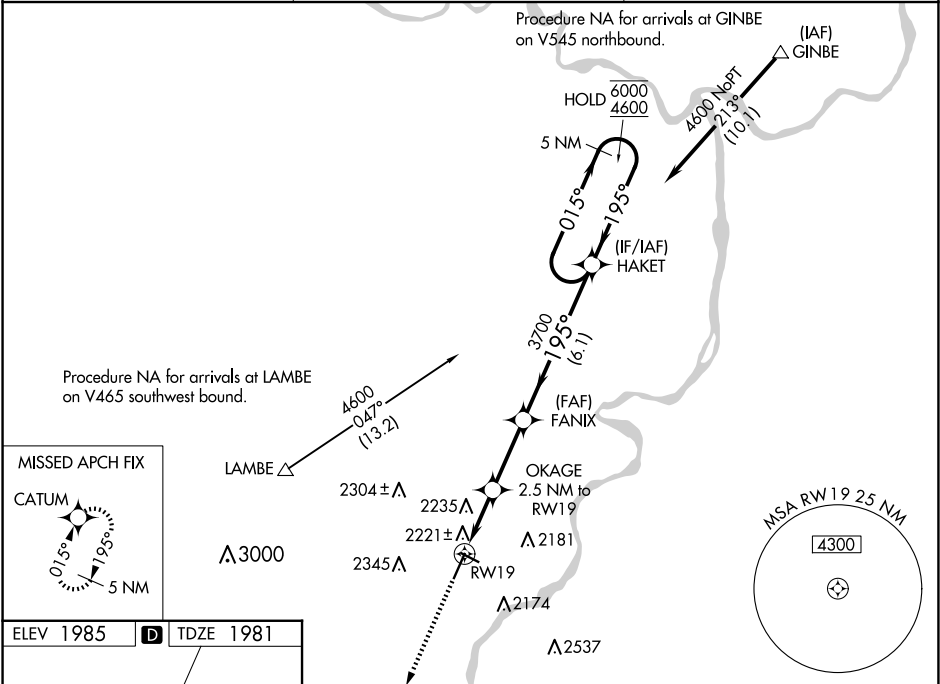 Procedure NA for arrivals at GINBE
on V545 northbound.
(IAF)
GINBE
4600 NoPT
213°
(10.1)
HOLD
6000
4600
5 NM
015°
195°
(IF/IAF)
HAKET
3700
195°
(6.1)
Procedure NA for arrivals at LAMBE
on V465 southwest bound.
4600
047°
(13.2)
LAMBE
(FAF)
FANIX
MISSED APCH FIX
CATUM
015°
195°
5 NM
OKAGE
2.5 NM to
RW19
2304±
2235
2221±
2181
3000
2345
RW19
2174
2537
MSA RW19 25 NM
4300
ELEV 1985
D
TDZE 1981